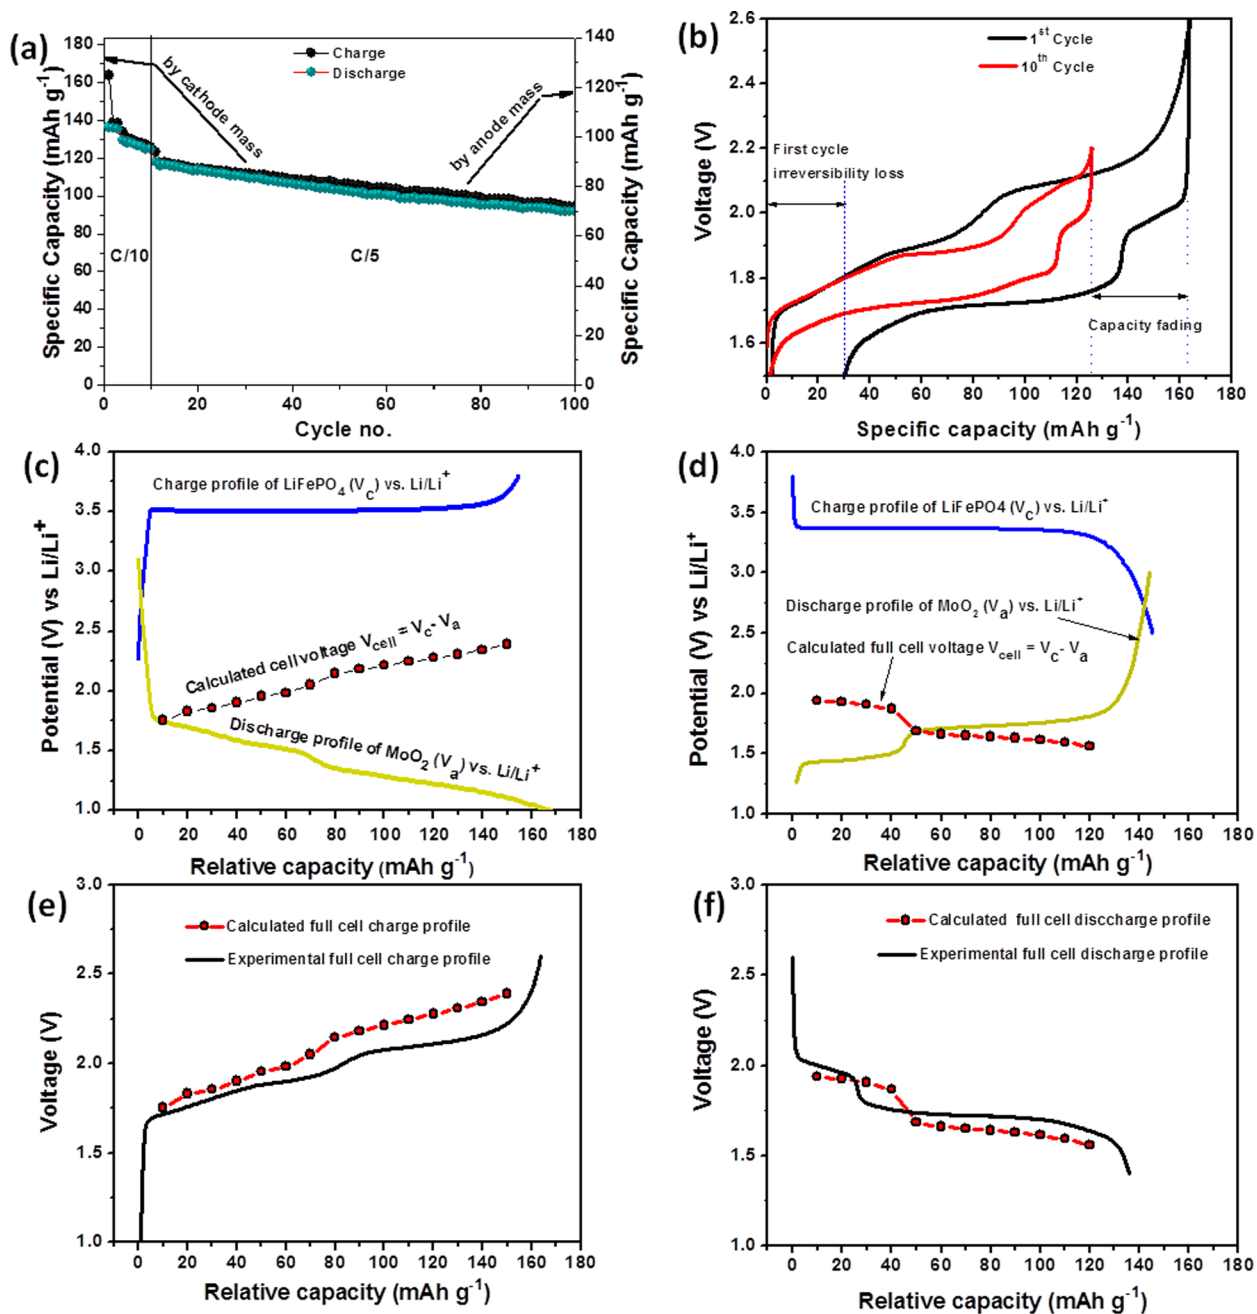 (a)
180
160
140
120
100
80
60
40
20
0
Specific Capacity (mAh g⁻¹)
Charge
Discharge
by cathode mass
by anode mass
C/10
C/5
140
120
100
80
60
40
20
0
Specific Capacity (mAh g⁻¹)
0 20 40 60 80 100
Cycle no.
(b)
2.6
2.4
2.2
2.0
1.8
1.6
Voltage (V)
1ˢᵗ Cycle
10ᵗʰ Cycle
First cycle
irreversibility loss
Capacity fading
0 20 40 60 80 100 120 140 160 180
Specific capacity (mAh g⁻¹)
(c)
4.0
3.5
3.0
2.5
2.0
1.5
1.0
Potential (V) vs Li/Li⁺
Charge profile of LiFePO₄ (V_c) vs. Li/Li⁺
Calculated cell voltage V_cell = V_c- V_a
Discharge profile of MoO₂ (V_a) vs. Li/Li⁺
0 20 40 60 80 100 120 140 160 180
Relative capacity (mAh g⁻¹)
(d)
4.0
3.5
3.0
2.5
2.0
1.5
1.0
Potential (V) vs Li/Li⁺
Charge profile of LiFePO4 (V_c) vs. Li/Li⁺
Discharge profile of MoO₂ (V_a) vs. Li/Li⁺
Calculated full cell voltage V_cell = V_c- V_a
0 20 40 60 80 100 120 140 160 180
Relative capacity (mAh g⁻¹)
(e)
3.0
2.5
2.0
1.5
1.0
Voltage (V)
Calculated full cell charge profile
Experimental full cell charge profile
0 20 40 60 80 100 120 140 160 180
Relative capacity (mAh g⁻¹)
(f)
3.0
2.5
2.0
1.5
1.0
Voltage (V)
Calculated full cell disccharge profile
Experimental full cell discharge profile
0 20 40 60 80 100 120 140 160 180
Relative capacity (mAh g⁻¹)